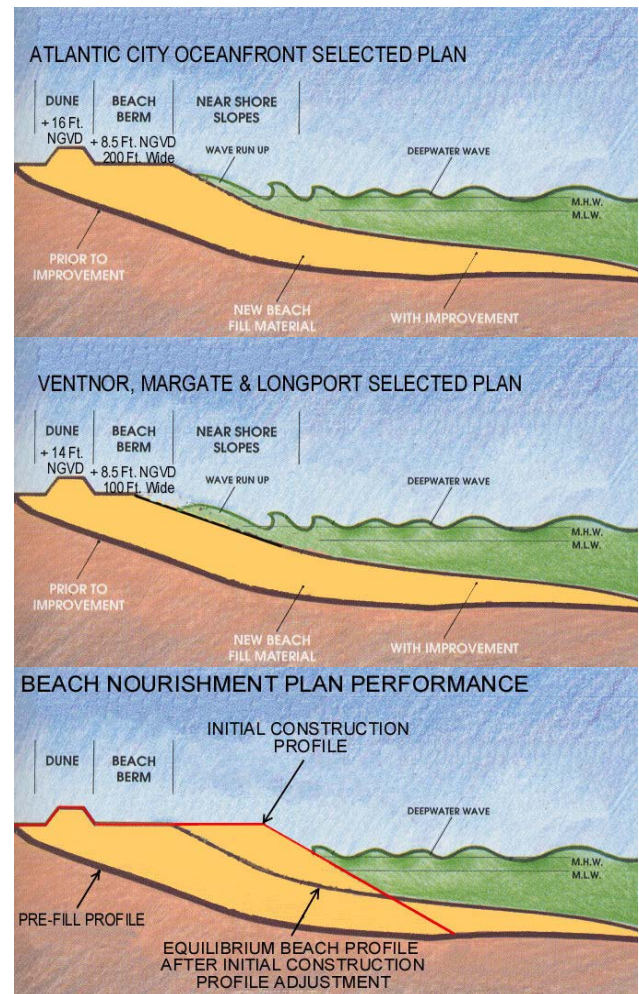 ATLANTIC CITY OCEANFRONT SELECTED PLAN
DUNE
+ 16 Ft.
NGVD
BEACH
BERM
+ 8.5 Ft. NGVD
200 Ft. Wide
NEAR SHORE
SLOPES
WAVE RUN UP
DEEPWATER WAVE
M.H.W.
M.L.W.
PRIOR TO
IMPROVEMENT
NEW BEACH
FILL MATERIAL
WITH IMPROVEMENT
VENTNOR, MARGATE & LONGPORT SELECTED PLAN
DUNE
+ 14 Ft.
NGVD
BEACH
BERM
+ 8.5 Ft. NGVD
100 Ft. Wide
NEAR SHORE
SLOPES
WAVE RUN UP
DEEPWATER WAVE
M.H.W.
M.L.W.
PRIOR TO
IMPROVEMENT
NEW BEACH
FILL MATERIAL
WITH IMPROVEMENT
BEACH NOURISHMENT PLAN PERFORMANCE
INITIAL CONSTRUCTION
PROFILE
DUNE
BEACH
BERM
DEEPWATER WAVE
M.H.W.
M.L.W.
PRE-FILL PROFILE
EQUILIBRIUM BEACH PROFILE
AFTER INITIAL CONSTRUCTION
PROFILE ADJUSTMENT